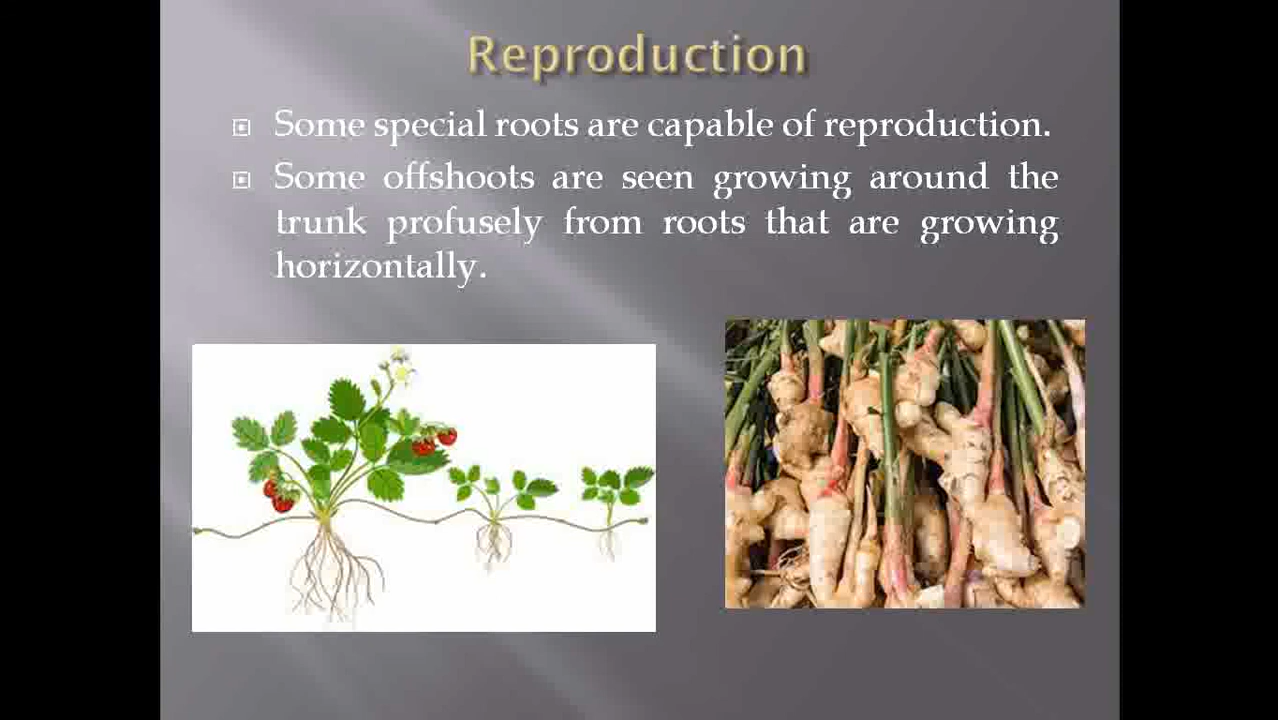 Reproduction
Some special roots are capable of reproduction.
Some offshoots are seen growing around the
trunk profusely from roots that are growing
horizontally.